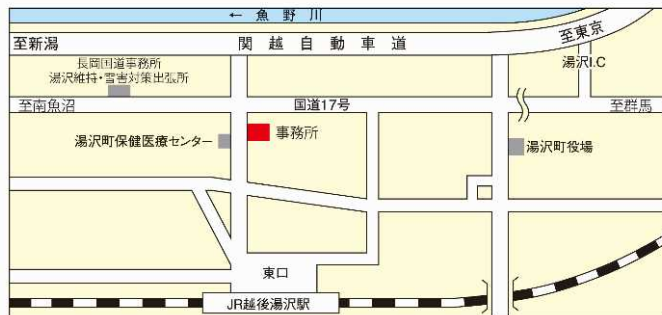 ← 魚野川
至新潟
関越自動車道
至東京
湯沢I.C
長岡国道事務所
湯沢維持・雪害対策出張所
至南魚沼
国道17号
至群馬
湯沢町保健医療センター
事務所
湯沢町役場
東口
JR越後湯沢駅